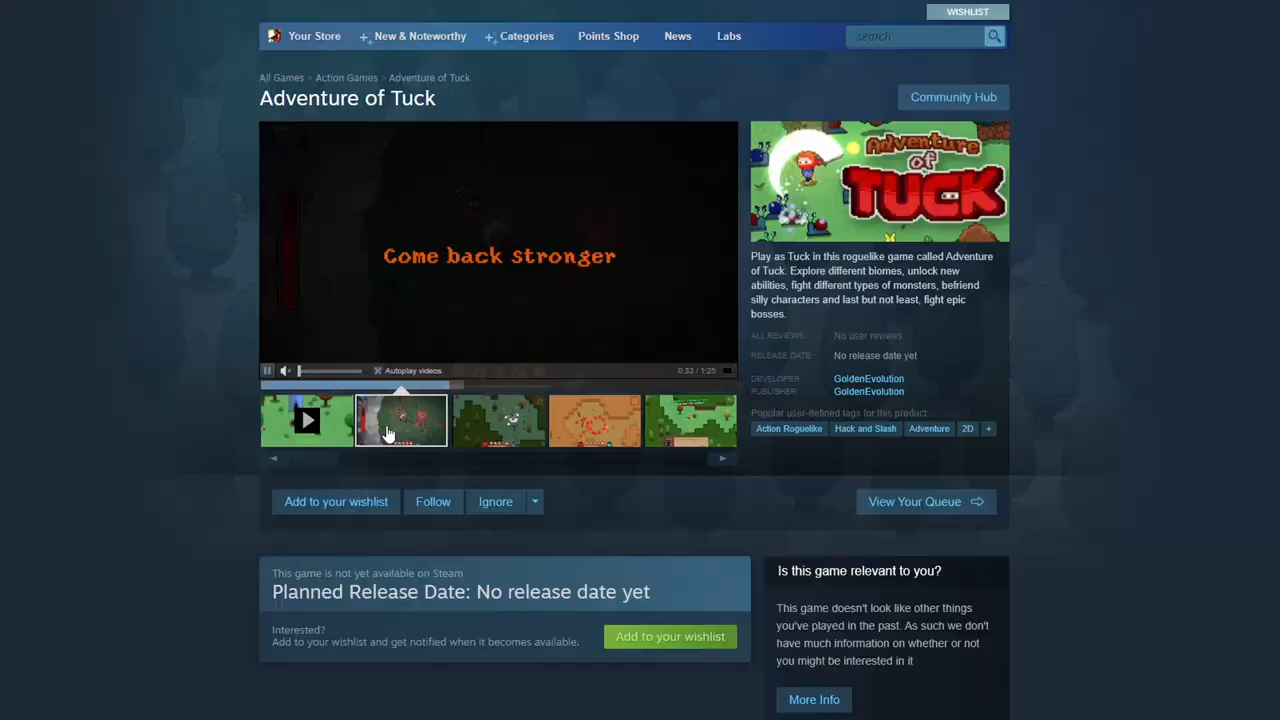 WISHLIST
Your Store
New & Noteworthy
Categories
Points Shop
News
Labs
search
All Games > Action Games > Adventure of Tuck
Adventure of Tuck
Community Hub
Come back stronger
Adventure
of
TUCK
Play as Tuck in this roguelike game called Adventure
of Tuck. Explore different biomes, unlock new
abilities, fight different types of monsters, befriend
silly characters and last but not least, fight epic
bosses.
ALL REVIEWS: No user reviews
RELEASE DATE: No release date yet
DEVELOPER: GoldenEvolution
PUBLISHER: GoldenEvolution
Popular user-defined tags for this product:
Action Roguelike
Hack and Slash
Adventure
2D
+
Autoplay videos
0:33 / 1:25
Add to your wishlist
Follow
Ignore
View Your Queue
This game is not yet available on Steam
Planned Release Date: No release date yet
Interested?
Add to your wishlist and get notified when it becomes available.
Add to your wishlist
Is this game relevant to you?
This game doesn't look like other things
you've played in the past. As such we don't
have much information on whether or not
you might be interested in it
More Info